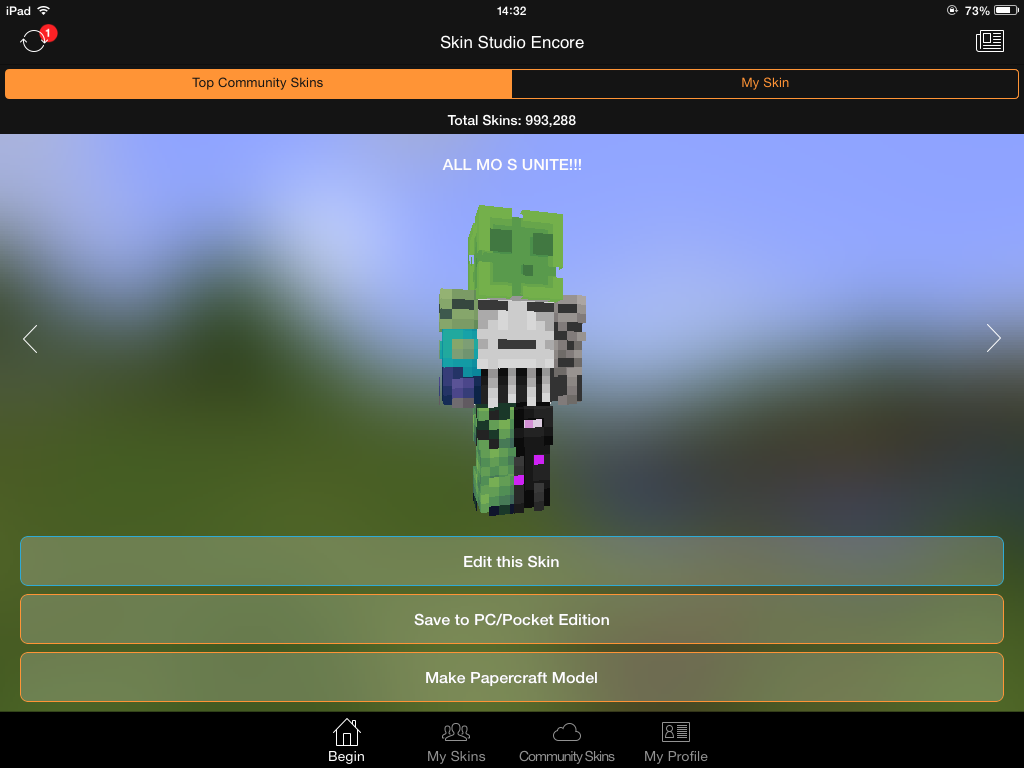 iPad 14:32 73%
1
Skin Studio Encore
Top Community Skins My Skin
Total Skins: 993,288
ALL MO S UNITE!!!
Edit this Skin
Save to PC/Pocket Edition
Make Papercraft Model
Begin My Skins Community Skins My Profile